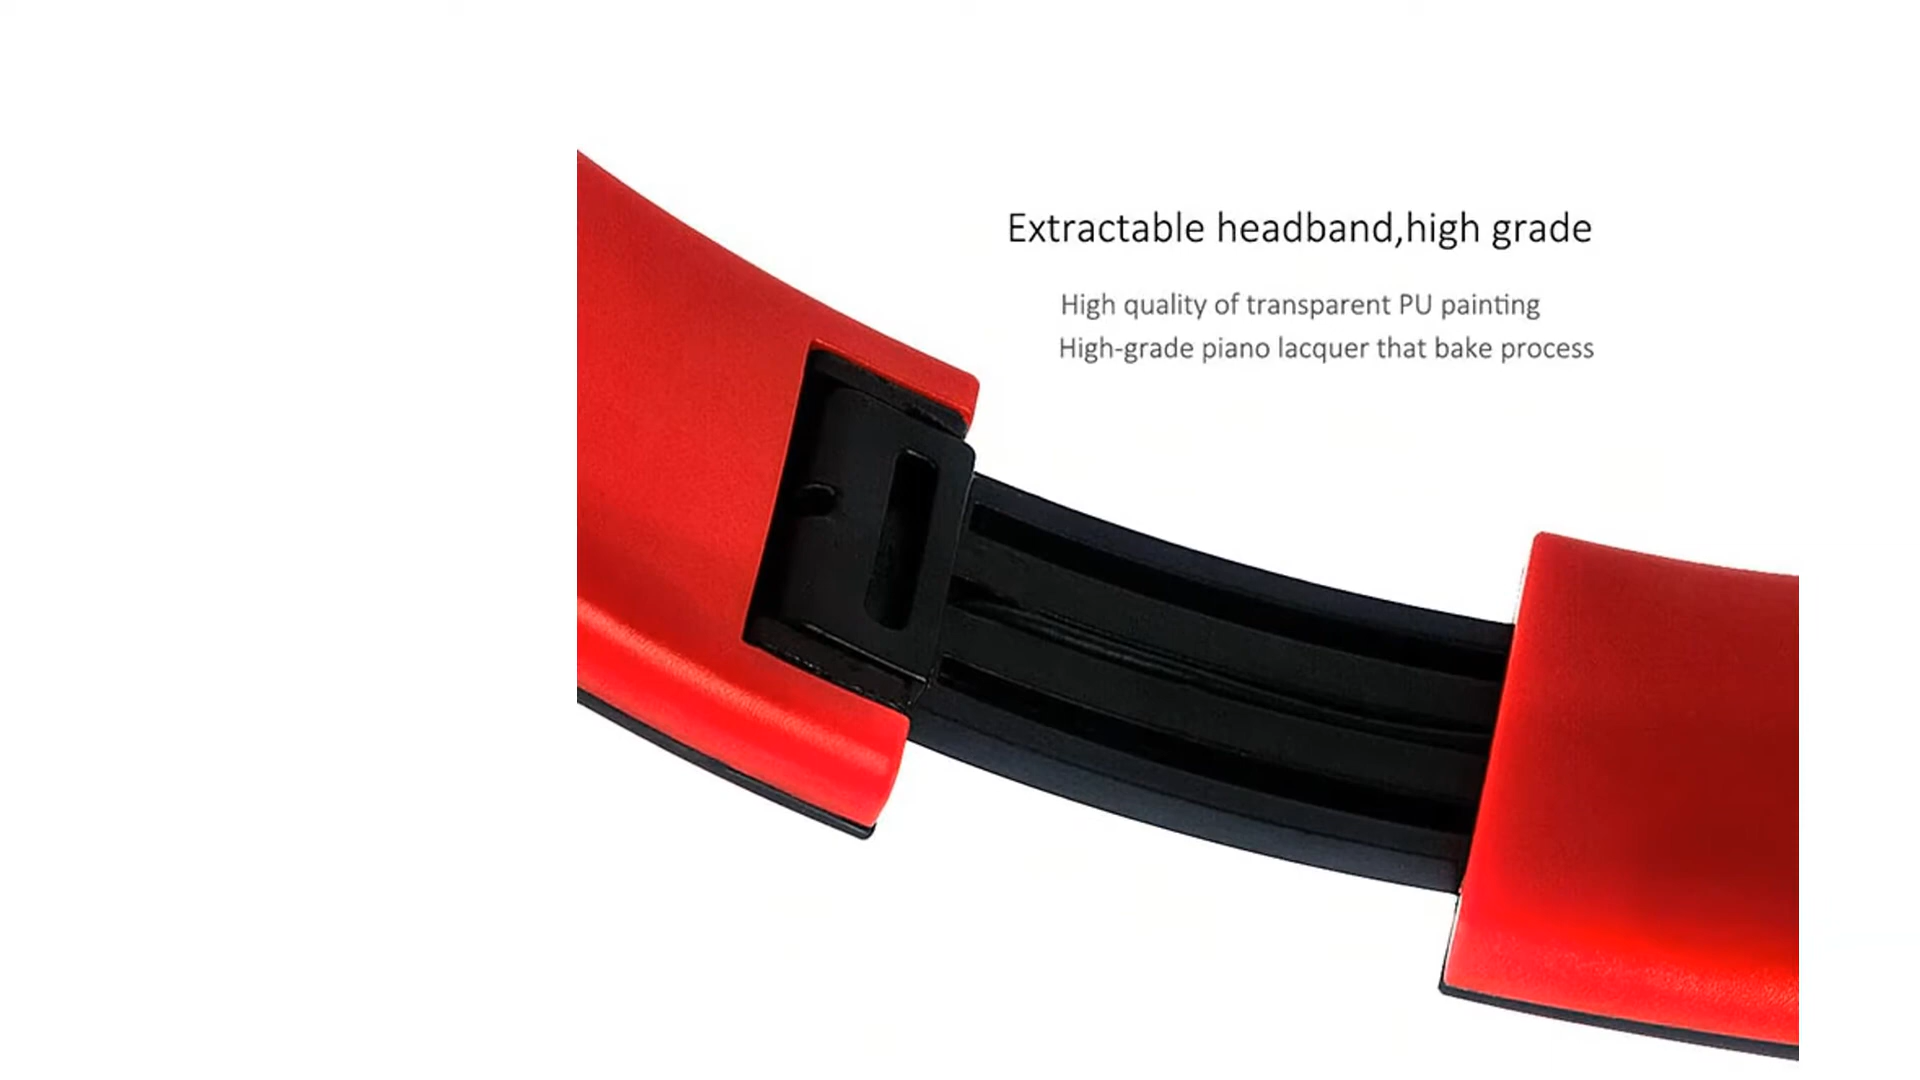 Extractable headband,high grade
High quality of transparent PU painting
High-grade piano lacquer that bake process